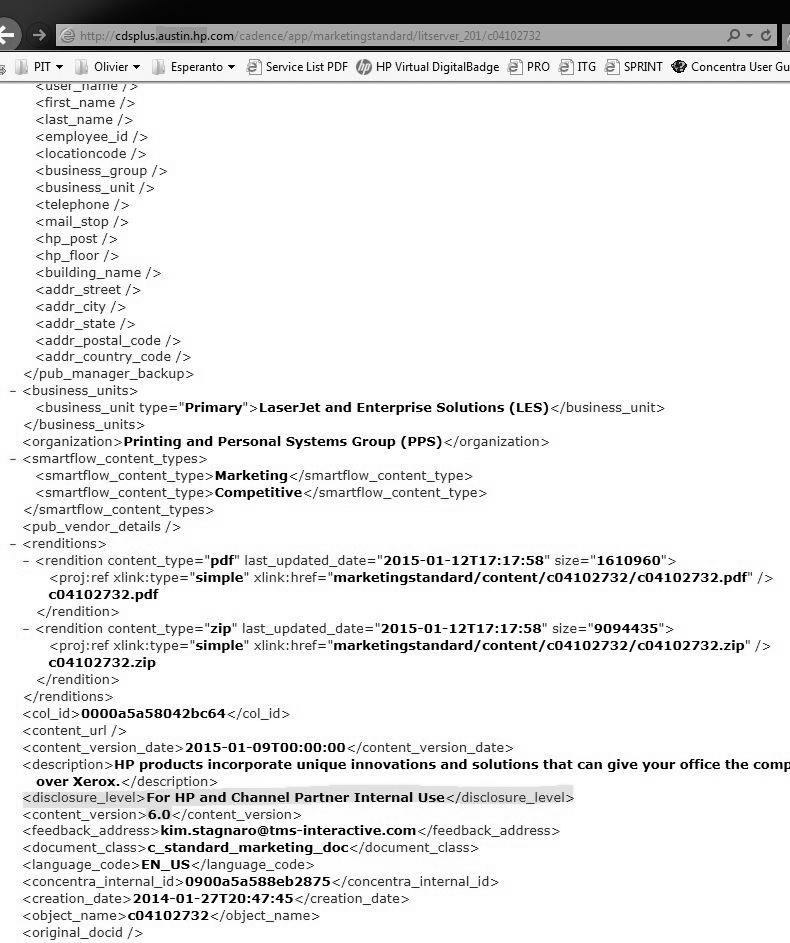 http://cdsplus.austin.hp.com/cadence/app/marketingstandard/litserver_201/c04102732
PIT Olivier Esperanto Service List PDF HP Virtual DigitalBadge PRO ITG SPRINT Concentra User Gu
<user_name />
<first_name />
<last_name />
<employee_id />
<locationcode />
<business_group />
<business_unit />
<telephone />
<mail_stop />
<hp_post />
<hp_floor />
<building_name />
<addr_street />
<addr_city />
<addr_state />
<addr_postal_code />
<addr_country_code />
</pub_manager_backup>
- <business_units>
<business_unit type="Primary">LaserJet and Enterprise Solutions (LES)</business_unit>
</business_units>
<organization>Printing and Personal Systems Group (PPS)</organization>
- <smartflow_content_types>
<smartflow_content_type>Marketing</smartflow_content_type>
<smartflow_content_type>Competitive</smartflow_content_type>
</smartflow_content_types>
<pub_vendor_details />
- <renditions>
- <rendition content_type="pdf" last_updated_date="2015-01-12T17:17:58" size="1610960">
<proj:ref xlink:type="simple" xlink:href="marketingstandard/content/c04102732/c04102732.pdf" />
c04102732.pdf
</rendition>
- <rendition content_type="zip" last_updated_date="2015-01-12T17:17:58" size="9094435">
<proj:ref xlink:type="simple" xlink:href="marketingstandard/content/c04102732/c04102732.zip" />
c04102732.zip
</rendition>
</renditions>
<col_id>0000a5a58042bc64</col_id>
<content_url />
<content_version_date>2015-01-09T00:00:00</content_version_date>
<description>HP products incorporate unique innovations and solutions that can give your office the comp
over Xerox.</description>
<disclosure_level>For HP and Channel Partner Internal Use</disclosure_level>
<content_version>6.0</content_version>
<feedback_address>kim.stagnaro@tms-interactive.com</feedback_address>
<document_class>c_standard_marketing_doc</document_class>
<language_code>EN_US</language_code>
<concentra_internal_id>0900a5a588eb2875</concentra_internal_id>
<creation_date>2014-01-27T20:47:45</creation_date>
<object_name>c04102732</object_name>
<original_docid />